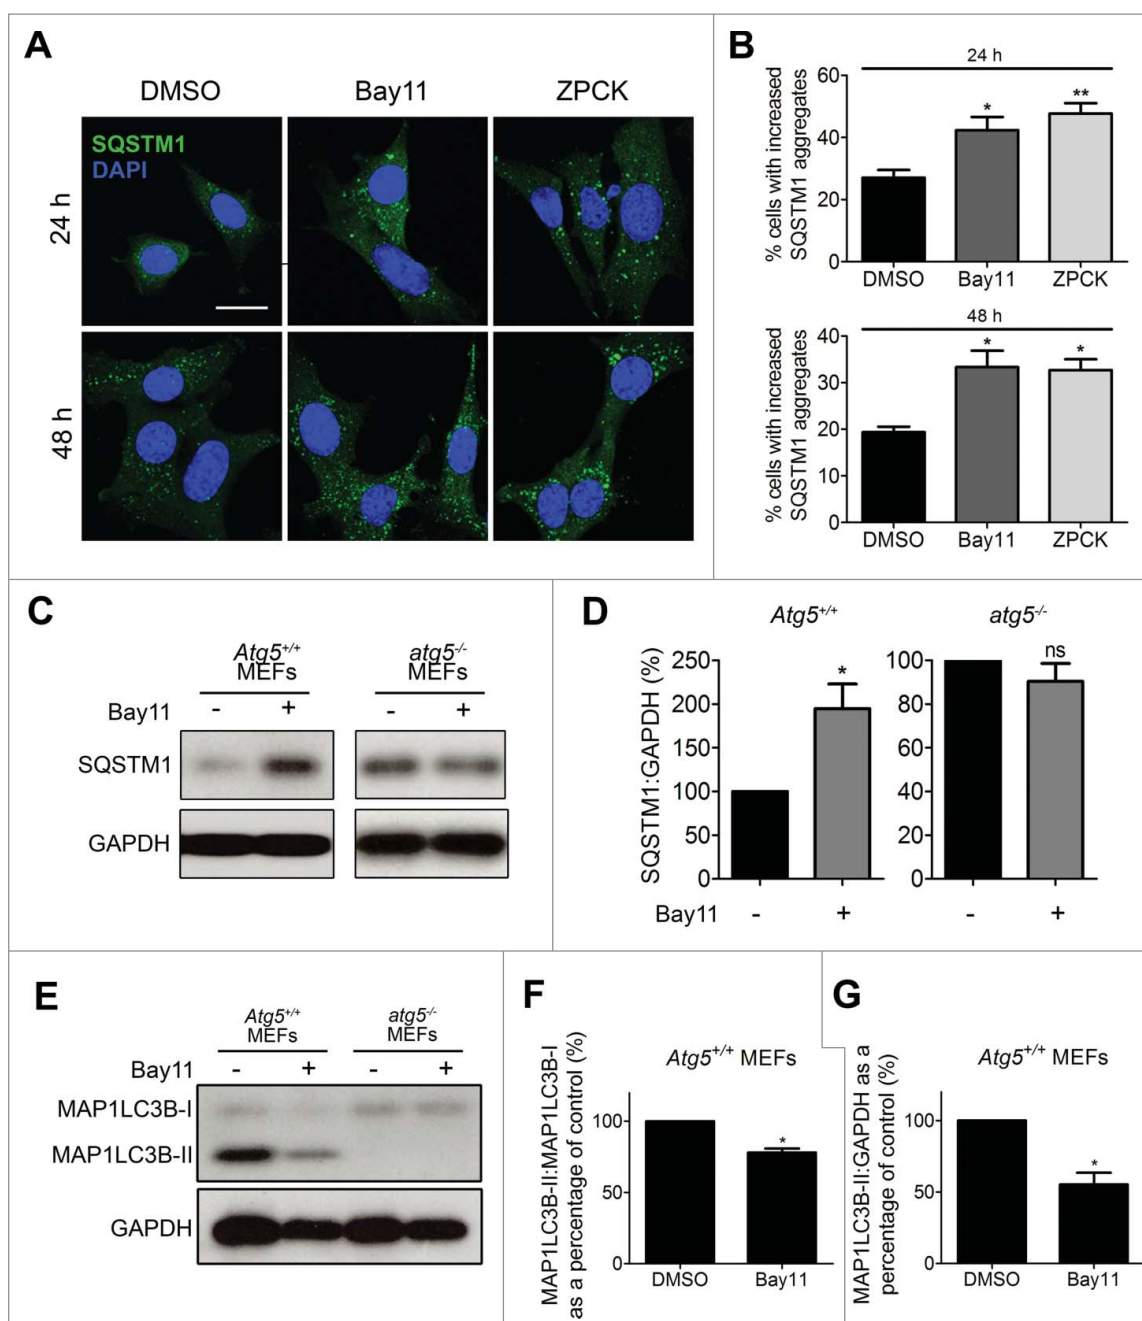 A
DMSO
Bay11
ZPCK
SQSTM1
DAPI
24 h
48 h
B
24 h
% cells with increased
SQSTM1 aggregates
60
40
20
0
*
**
DMSO
Bay11
ZPCK
48 h
% cells with increased
SQSTM1 aggregates
40
30
20
10
0
*
*
DMSO
Bay11
ZPCK
C
Atg5+/+
MEFs
atg5-/-
MEFs
Bay11
-
+
-
+
SQSTM1
GAPDH
D
Atg5+/+
atg5-/-
SQSTM1:GAPDH (%)
250
200
150
100
50
0
*
100
80
60
40
20
0
ns
Bay11
-
+
-
+
E
Atg5+/+
MEFs
atg5-/-
MEFs
Bay11
-
+
-
+
MAP1LC3B-I
MAP1LC3B-II
GAPDH
F
MAP1LC3B-II:MAP1LC3B-I
as a percentage of control (%)
Atg5+/+ MEFs
100
50
0
*
DMSO
Bay11
G
MAP1LC3B-II:GAPDH as a
percentage of control (%)
Atg5+/+ MEFs
100
50
0
*
DMSO
Bay11